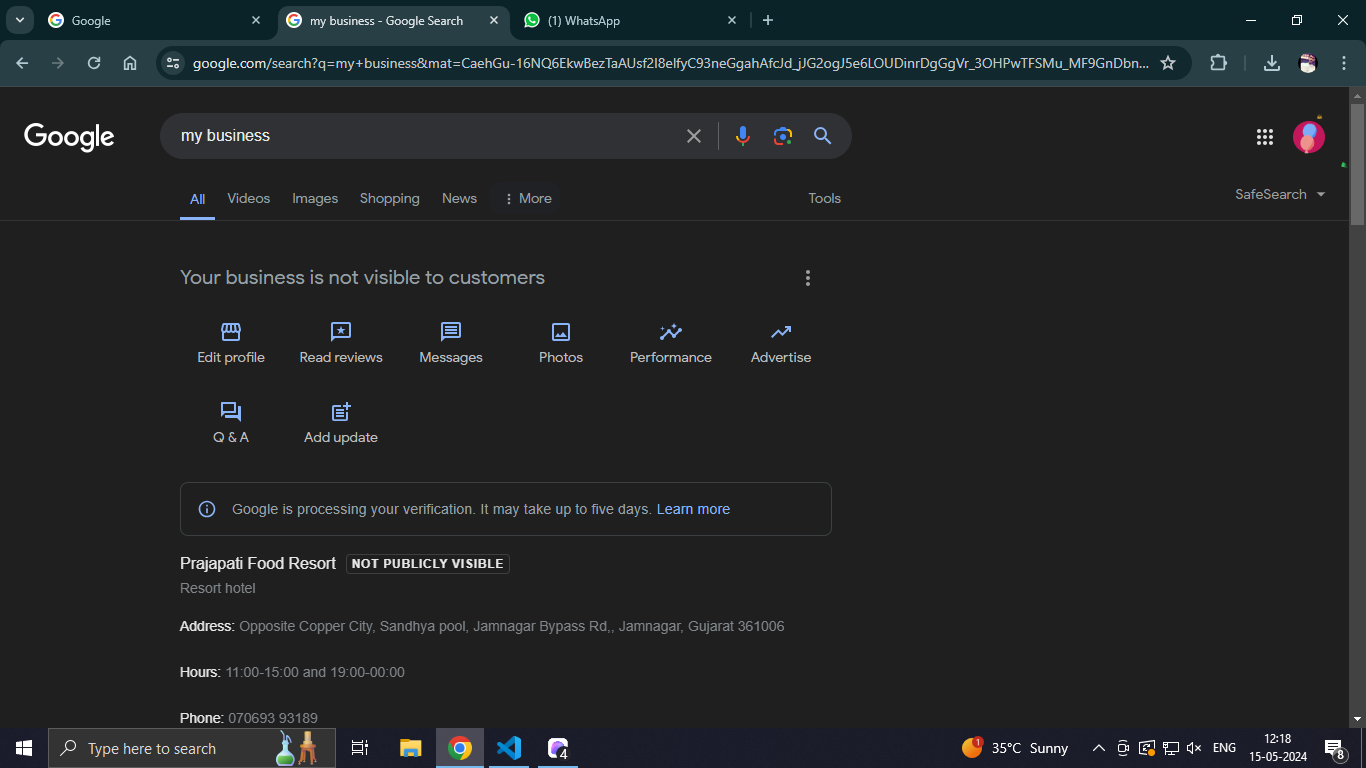 Google
my business - Google Search
(1) WhatsApp
google.com/search?q=my+business&mat=CaehGu-16NQ6EkwBezTaAUsf2I8eIfyC93neGgahAfcJd_jJG2ogJ5e6LOUDinrDgGgVr_3OHPwTFSMu_MF9GnDbn...
Google
my business
All Videos Images Shopping News More Tools SafeSearch
Your business is not visible to customers
Edit profile Read reviews Messages Photos Performance Advertise
Q & A Add update
Google is processing your verification. It may take up to five days. Learn more
Prajapati Food Resort NOT PUBLICLY VISIBLE
Resort hotel
Address: Opposite Copper City, Sandhya pool, Jamnagar Bypass Rd,, Jamnagar, Gujarat 361006
Hours: 11:00-15:00 and 19:00-00:00
Phone: 070693 93189
Type here to search
4
1
35°C Sunny
ENG
12:18
15-05-2024
8